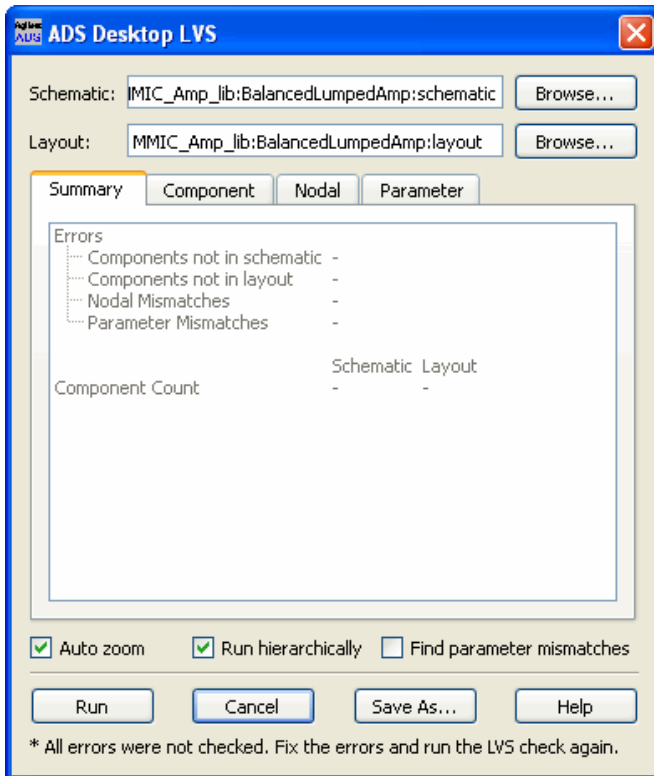 Agilent
ADS
ADS Desktop LVS
Schematic: MIC_Amp_lib:BalancedLumpedAmp:schematic Browse...
Layout: MMIC_Amp_lib:BalancedLumpedAmp:layout Browse...
Summary Component Nodal Parameter
Errors
Components not in schematic -
Components not in layout -
Nodal Mismatches -
Parameter Mismatches -
Schematic Layout
Component Count - -
Auto zoom Run hierarchically Find parameter mismatches
Run Cancel Save As... Help
* All errors were not checked. Fix the errors and run the LVS check again.